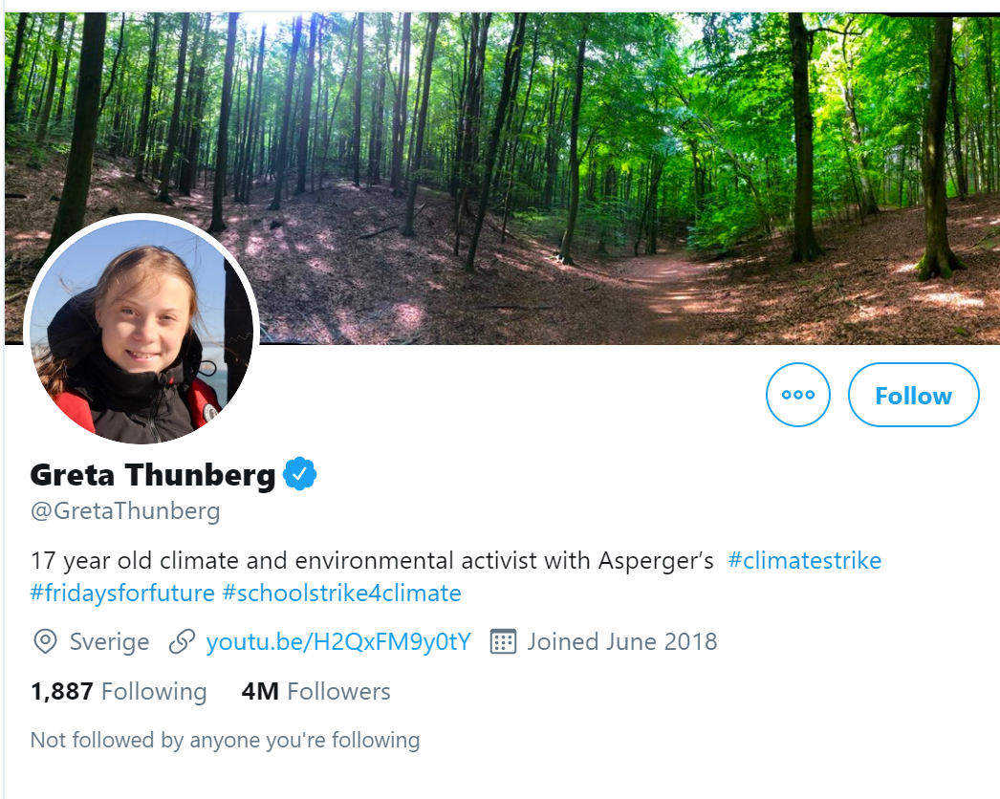 Follow
Greta Thunberg
@GretaThunberg
17 year old climate and environmental activist with Asperger’s #climatestrike
#fridaysforfuture #schoolstrike4climate
Sverige youtu.be/H2QxFM9y0tY Joined June 2018
1,887 Following 4M Followers
Not followed by anyone you're following